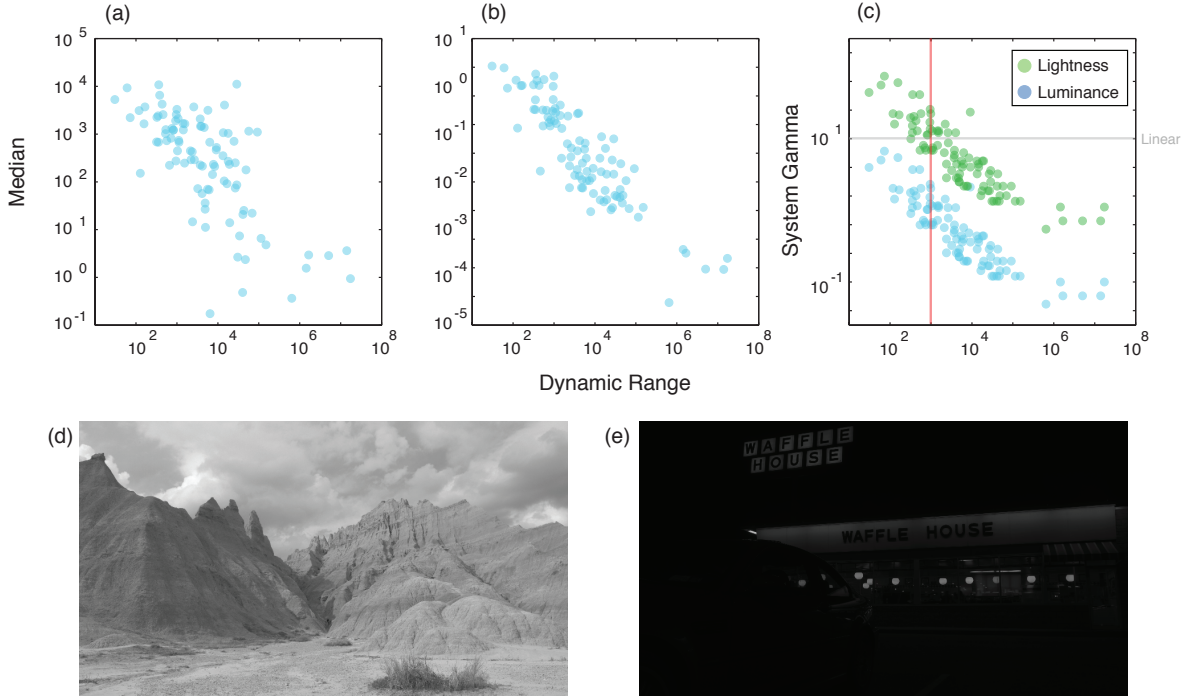 (a)
(b)
(c)
10^5
10^4
10^3
10^2
10^1
10^0
10^-1
Median
10^2
10^4
10^6
10^8
10^1
10^0
10^-1
10^-2
10^-3
10^-4
10^-5
10^2
10^4
10^6
10^8
Dynamic Range
System Gamma
10^1
10^-1
Lightness
Luminance
Linear
10^2
10^4
10^6
10^8
(d)
(e)
WAFFLE
HOUSE
WAFFLE HOUSE